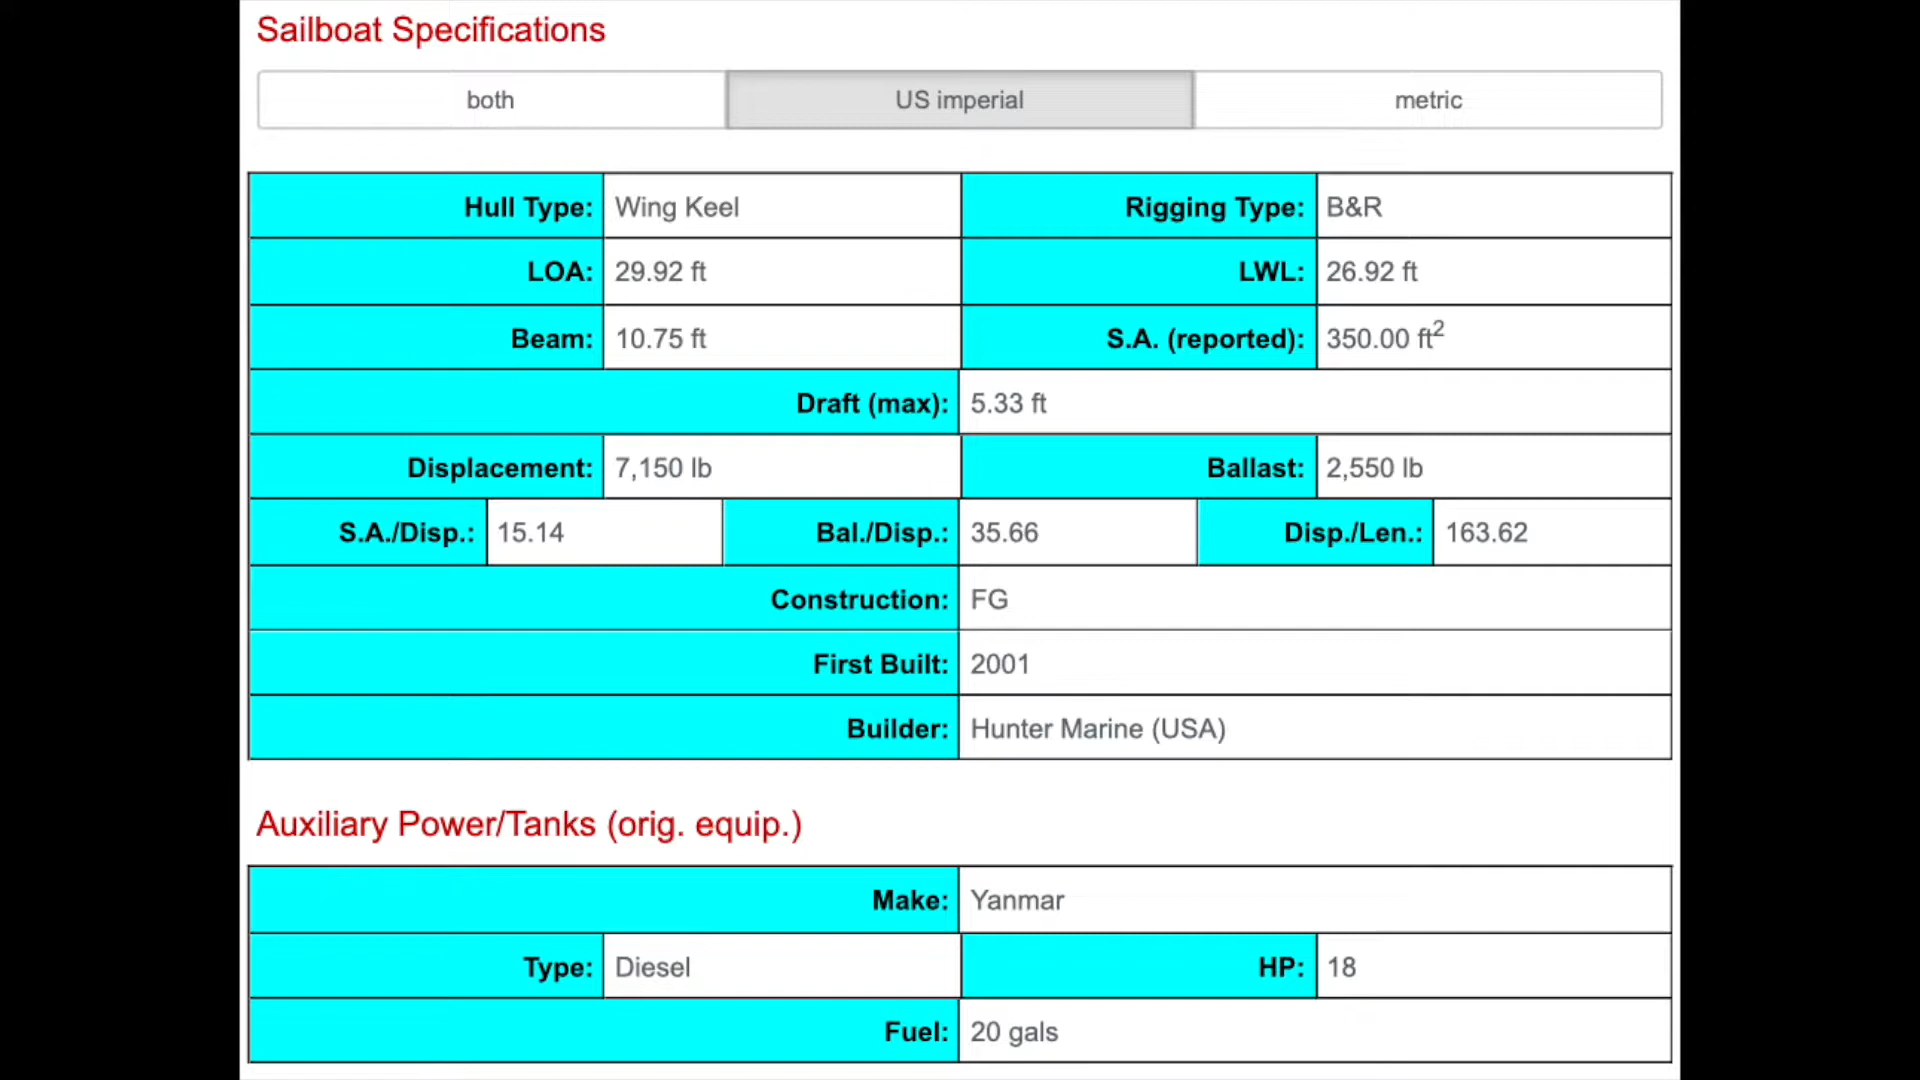 Sailboat Specifications
both US imperial metric
Hull Type: Wing Keel Rigging Type: B&R
LOA: 29.92 ft LWL: 26.92 ft
Beam: 10.75 ft S.A. (reported): 350.00 ft²
Draft (max): 5.33 ft
Displacement: 7,150 lb Ballast: 2,550 lb
S.A./Disp.: 15.14 Bal./Disp.: 35.66 Disp./Len.: 163.62
Construction: FG
First Built: 2001
Builder: Hunter Marine (USA)
Auxiliary Power/Tanks (orig. equip.)
Make: Yanmar
Type: Diesel HP: 18
Fuel: 20 gals